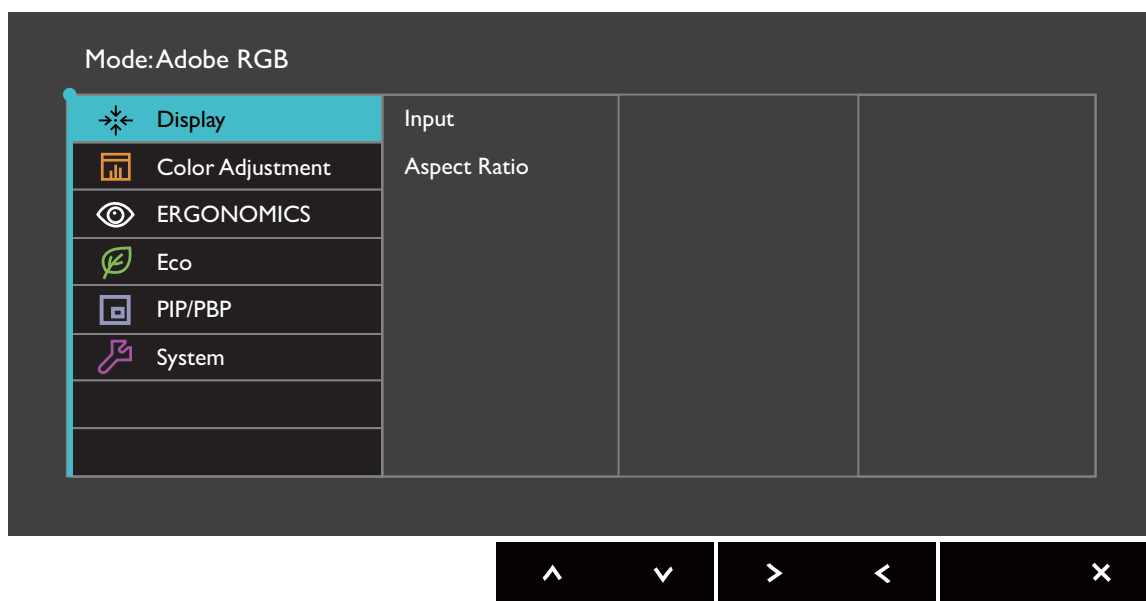 Mode: Adobe RGB
Display
Input
Color Adjustment
Aspect Ratio
ERGONOMICS
Eco
PIP/PBP
System